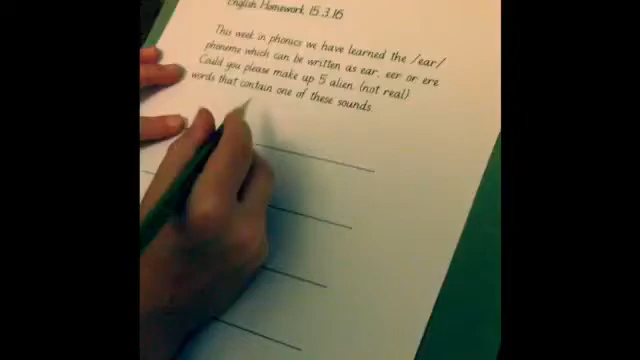 English Homework 15.3.16
This week in phonics we have learned the /ear/
phoneme which can be written as ear, eer or ere
Could you please make up 5 alien (not real)
words that contain one of these sounds.